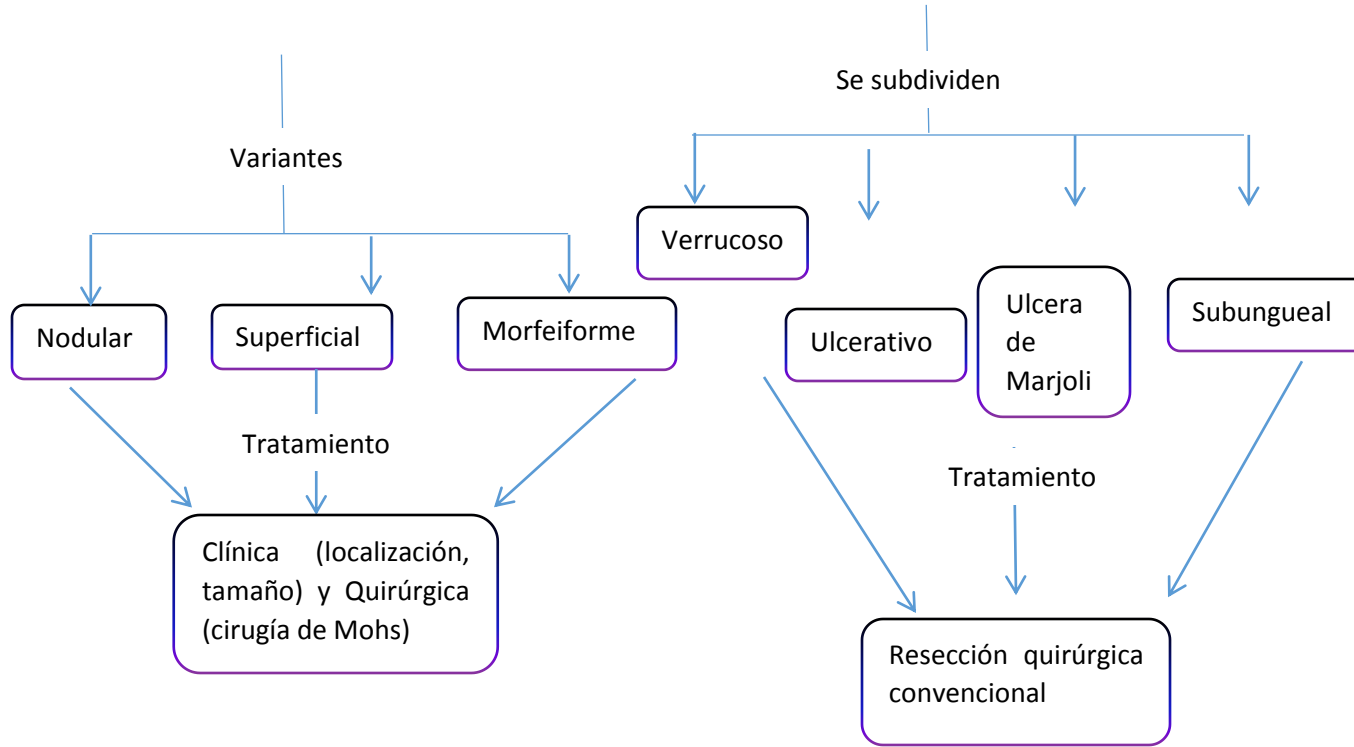 Se subdividen
Variantes
Verrucoso
Nodular
Superficial
Morfeiforme
Ulcerativo
Ulcera
de
Marjoli
Subungueal
Tratamiento
Tratamiento
Clínica (localización,
tamaño) y Quirúrgica
(cirugía de Mohs)
Resección quirúrgica
convencional